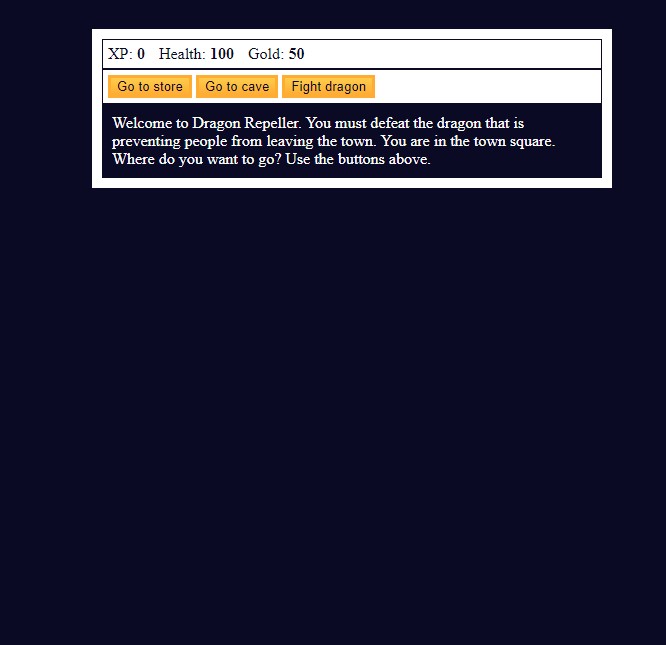 XP: 0 Health: 100 Gold: 50
Go to store Go to cave Fight dragon
Welcome to Dragon Repeller. You must defeat the dragon that is
preventing people from leaving the town. You are in the town square.
Where do you want to go? Use the buttons above.